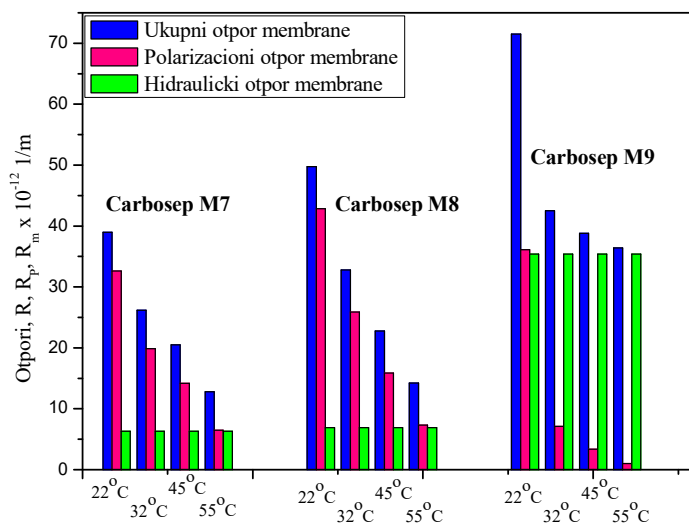 Ukupni otpor membrane
Polarizacioni otpor membrane
Hidraulicki otpor membrane
Carbosep M7
Carbosep M8
Carbosep M9
Otpori, R, R_p, R_m x 10^-12 1/m
70
60
50
40
30
20
10
0
22°C
32°C
45°C
55°C
22°C
32°C
45°C
55°C
22°C
32°C
45°C
55°C